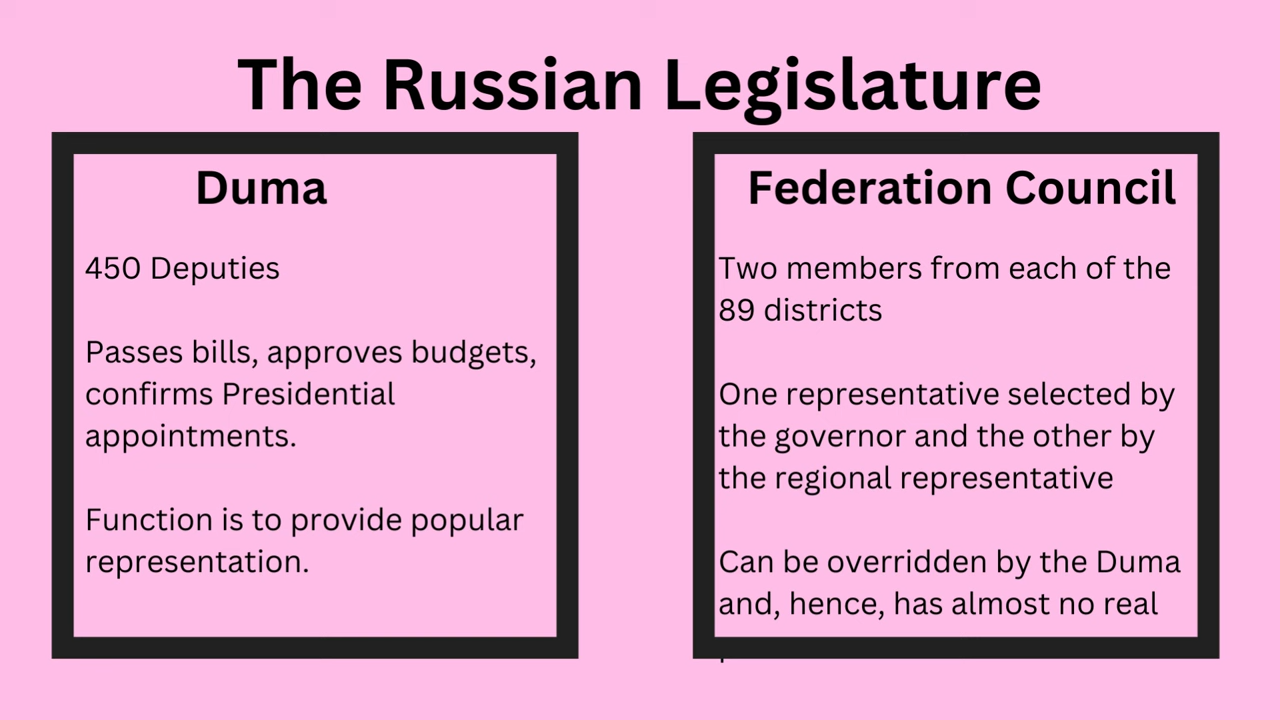 The Russian Legislature
Duma
450 Deputies
Passes bills, approves budgets,
confirms Presidential
appointments.
Function is to provide popular
representation.
Federation Council
Two members from each of the
89 districts
One representative selected by
the governor and the other by
the regional representative
Can be overridden by the Duma
and, hence, has almost no real